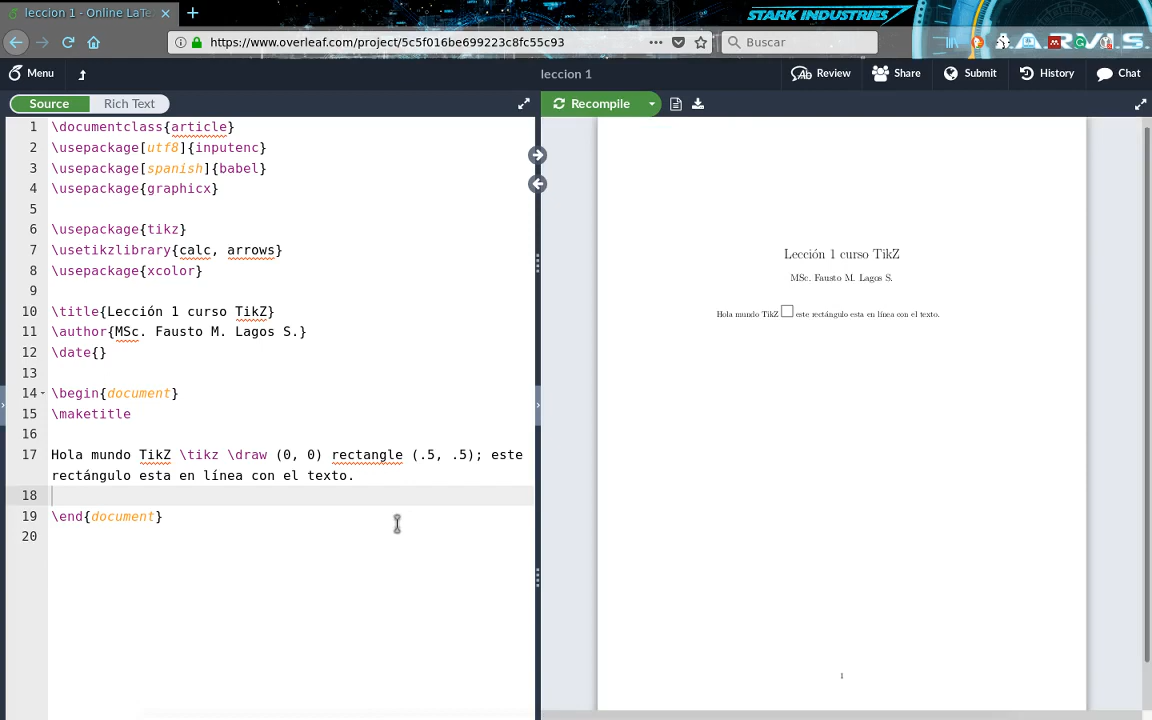 leccion 1 - Online LaTe
STARK INDUSTRIES
https://www.overleaf.com/project/5c5f016be699223c8fc55c93
Buscar
J.A.R.V.I.S.
Menu
leccion 1
Review
Share
Submit
History
Chat
Source
Rich Text
Recompile
1 \documentclass{article}
2 \usepackage[utf8]{inputenc}
3 \usepackage[spanish]{babel}
4 \usepackage{graphicx}
5
6 \usepackage{tikz}
7 \usetikzlibrary{calc, arrows}
8 \usepackage{xcolor}
9
10 \title{Lección 1 curso TikZ}
11 \author{MSc. Fausto M. Lagos S.}
12 \date{}
13
14 \begin{document}
15 \maketitle
16
17 Hola mundo TikZ \tikz \draw (0, 0) rectangle (.5, .5); este
rectángulo esta en línea con el texto.
18
19 \end{document}
20
Lección 1 curso TikZ
MSc. Fausto M. Lagos S.
Hola mundo TikZ este rectángulo esta en línea con el texto.
1